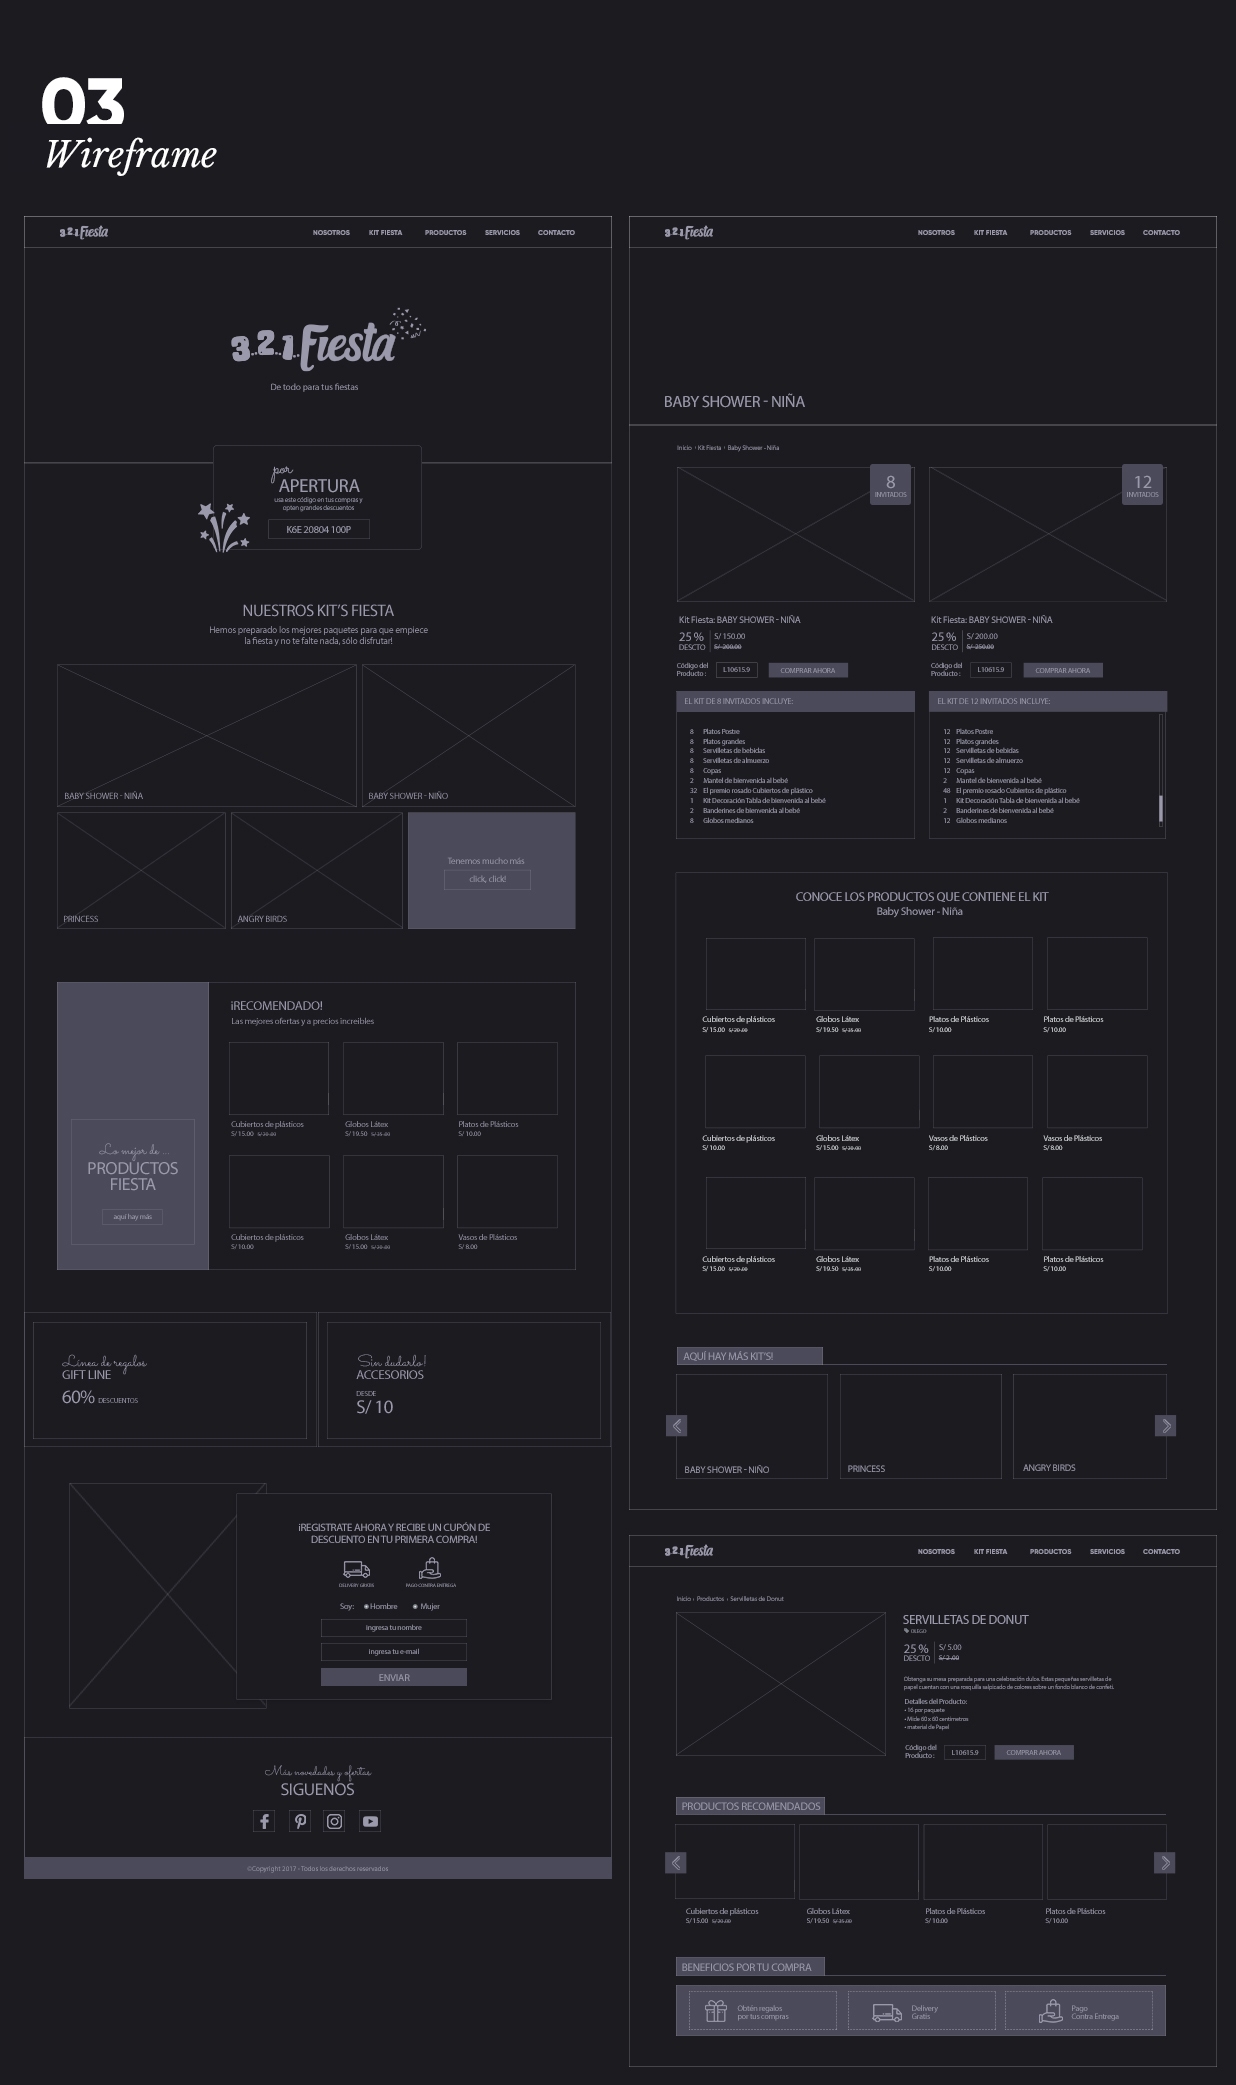 03
Wireframe
3.2.1 Fiesta
NOSOTROS KIT FIESTA PRODUCTOS SERVICIOS CONTACTO
3.2.1 Fiesta
De todo para tus fiestas
por
APERTURA
usa este código en tus compras y
opten grandes descuentos
K6E 20804 100P
NUESTROS KIT'S FIESTA
Hemos preparado los mejores paquetes para que empiece
la fiesta y no te falte nada, sólo disfrutar!
BABY SHOWER - NIÑA
BABY SHOWER - NIÑO
PRINCESS
ANGRY BIRDS
Tenemos mucho más
click, click!
Lo mejor de ...
PRODUCTOS
FIESTA
aquí hay más
¡RECOMENDADO!
Las mejores ofertas y a precios increíbles
Cubiertos de plásticos Globos Látex Platos de Plásticos
S/ 15.00 S/ 20.00 S/ 19.50 S/ 25.00 S/ 10.00
Cubiertos de plásticos Globos Látex Vasos de Plásticos
S/ 10.00 S/ 15.00 S/ 20.00 S/ 8.00
Línea de regalos
GIFT LINE
60% DESCUENTOS
Sin dudarlo!
ACCESORIOS
DESDE
S/ 10
¡REGISTRATE AHORA Y RECIBE UN CUPÓN DE
DESCUENTO EN TU PRIMERA COMPRA!
DELIVERY GRATIS PAGO CONTRA ENTREGA
Soy: Hombre Mujer
ingresa tu nombre
ingresa tu e-mail
ENVIAR
Más novedades y ofertas
SIGUENOS
©Copyright 2017 - Todos los derechos reservados
3.2.1 Fiesta
NOSOTROS KIT FIESTA PRODUCTOS SERVICIOS CONTACTO
BABY SHOWER - NIÑA
Inicio › Kit Fiesta › Baby Shower - Niña
8
INVITADOS
Kit Fiesta: BABY SHOWER - NIÑA
25 % S/ 150.00
DESCTO S/ 200.00
Código del
Producto : L10615.9 COMPRAR AHORA
EL KIT DE 8 INVITADOS INCLUYE:
8 Platos Postre
8 Platos grandes
8 Servilletas de bebidas
8 Servilletas de almuerzo
8 Copas
2 Mantel de bienvenida al bebé
32 El premio rosado Cubiertos de plástico
1 Kit Decoración Tabla de bienvenida al bebé
2 Banderines de bienvenida al bebé
8 Globos medianos
12
INVITADOS
Kit Fiesta: BABY SHOWER - NIÑA
25 % S/ 200.00
DESCTO S/ 250.00
Código del
Producto : L10615.9 COMPRAR AHORA
EL KIT DE 12 INVITADOS INCLUYE:
12 Platos Postre
12 Platos grandes
12 Servilletas de bebidas
12 Servilletas de almuerzo
12 Copas
2 Mantel de bienvenida al bebé
48 El premio rosado Cubiertos de plástico
1 Kit Decoración Tabla de bienvenida al bebé
2 Banderines de bienvenida al bebé
12 Globos medianos
CONOCE LOS PRODUCTOS QUE CONTIENE EL KIT
Baby Shower - Niña
Cubiertos de plásticos Globos Látex Platos de Plásticos Platos de Plásticos
S/ 15.00 S/ 20.00 S/ 19.50 S/ 25.00 S/ 10.00 S/ 10.00
Cubiertos de plásticos Globos Látex Vasos de Plásticos Vasos de Plásticos
S/ 10.00 S/ 15.00 S/ 20.00 S/ 8.00 S/ 8.00
Cubiertos de plásticos Globos Látex Platos de Plásticos Platos de Plásticos
S/ 15.00 S/ 20.00 S/ 19.50 S/ 25.00 S/ 10.00 S/ 10.00
AQUÍ HAY MÁS KIT'S!
BABY SHOWER - NIÑO PRINCESS ANGRY BIRDS
3.2.1 Fiesta
NOSOTROS KIT FIESTA PRODUCTOS SERVICIOS CONTACTO
Inicio › Productos › Servilletas de Donut
SERVILLETAS DE DONUT
25 % S/ 5.00
DESCTO
Obtenga su mesa preparada para una celebración dulce. Estas pequeñas servilletas de
papel cuentan con una rosquilla salpicado de colores sobre un fondo blanco de confeti.
Detalles del Producto:
• 16 por paquete
• Mide 60 x 60 centímetros
• material de Papel
Código del
Producto : L10615.9 COMPRAR AHORA
PRODUCTOS RECOMENDADOS
Cubiertos de plásticos Globos Látex Platos de Plásticos Platos de Plásticos
S/ 15.00 S/ 20.00 S/ 19.50 S/ 25.00 S/ 10.00 S/ 10.00
BENEFICIOS POR TU COMPRA
Obtén regalos
por tus compras
Delivery
Gratis
Pago
Contra Entrega